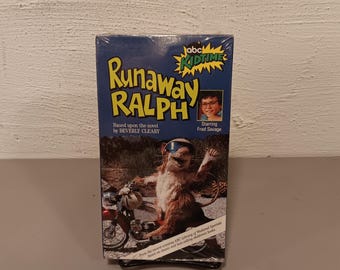 abc
KIDTIME
Runaway
RALPH
Based upon the novel
by BEVERLY CLEARY
Starring
Fred Savage